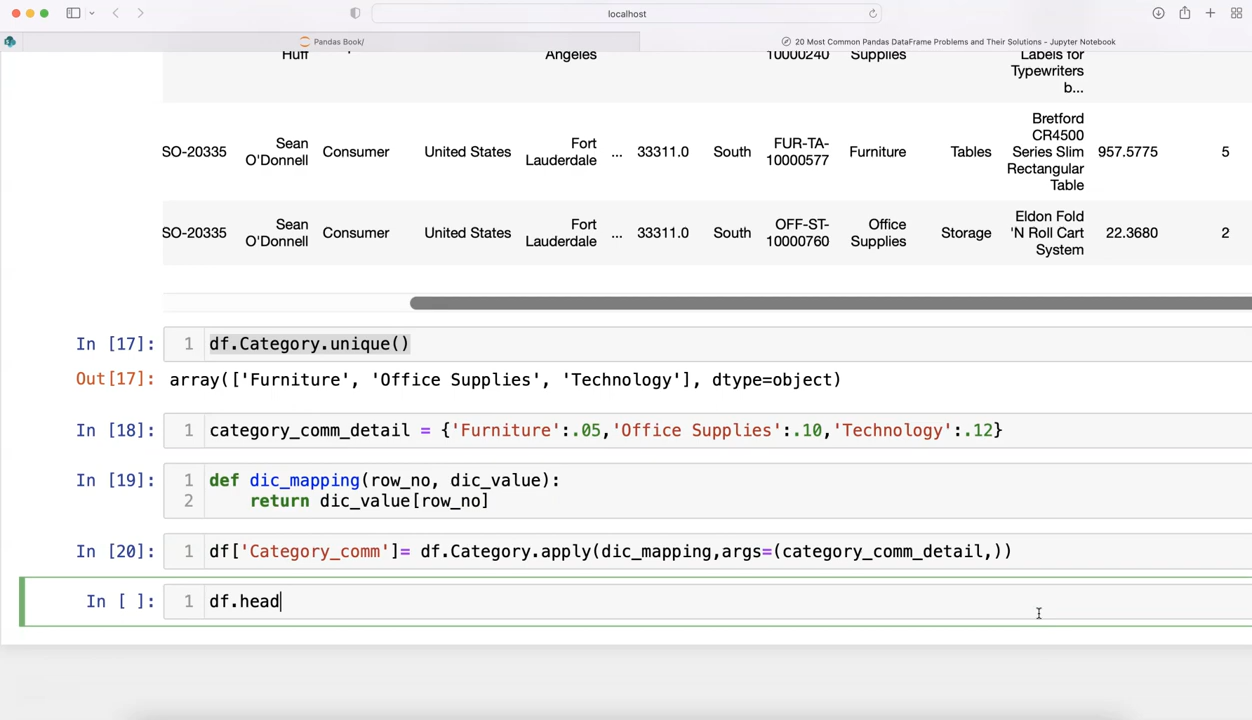 localhost
Pandas Book/
20 Most Common Pandas DataFrame Problems and Their Solutions - Jupyter Notebook
Huff Angeles 10000240 Supplies Labels for
Typewriters
b...
SO-20335 Sean O'Donnell Consumer United States Fort Lauderdale ... 33311.0 South FUR-TA-10000577 Furniture Tables Bretford CR4500 Series Slim Rectangular Table 957.5775 5
SO-20335 Sean O'Donnell Consumer United States Fort Lauderdale ... 33311.0 South OFF-ST-10000760 Office Supplies Storage Eldon Fold 'N Roll Cart System 22.3680 2
In [17]: 1 df.Category.unique()
Out[17]: array(['Furniture', 'Office Supplies', 'Technology'], dtype=object)
In [18]: 1 category_comm_detail = {'Furniture':.05,'Office Supplies':.10,'Technology':.12}
In [19]: 1 def dic_mapping(row_no, dic_value):
2 return dic_value[row_no]
In [20]: 1 df['Category_comm']= df.Category.apply(dic_mapping,args=(category_comm_detail,))
In [ ]: 1 df.head